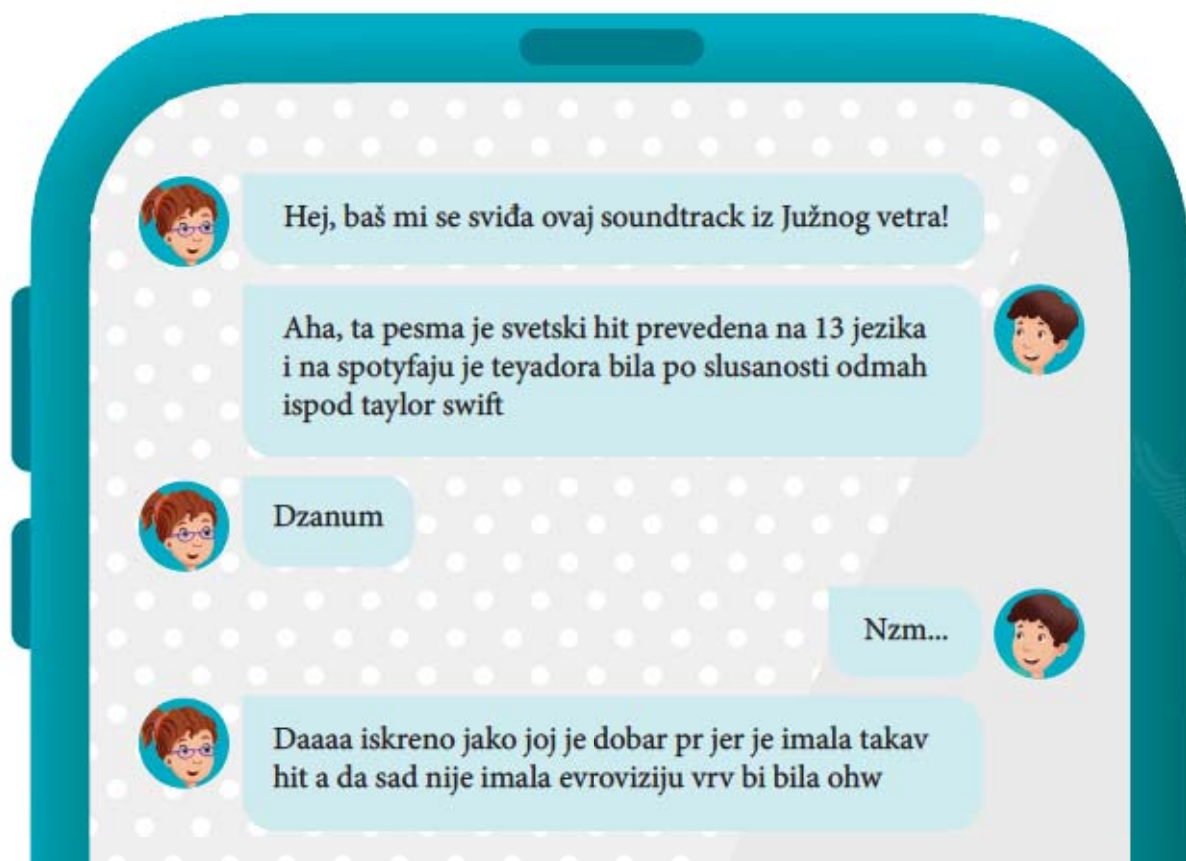 Hej, baš mi se sviđa ovaj soundtrack iz Južnog vetra!
Aha, ta pesma je svetski hit prevedena na 13 jezika
i na spotyfaju je teyadora bila po slusanosti odmah
ispod taylor swift
Dzanum
Nzm...
Daaaa iskreno jako joj je dobar pr jer je imala takav
hit a da sad nije imala evroviziju vrv bi bila ohw